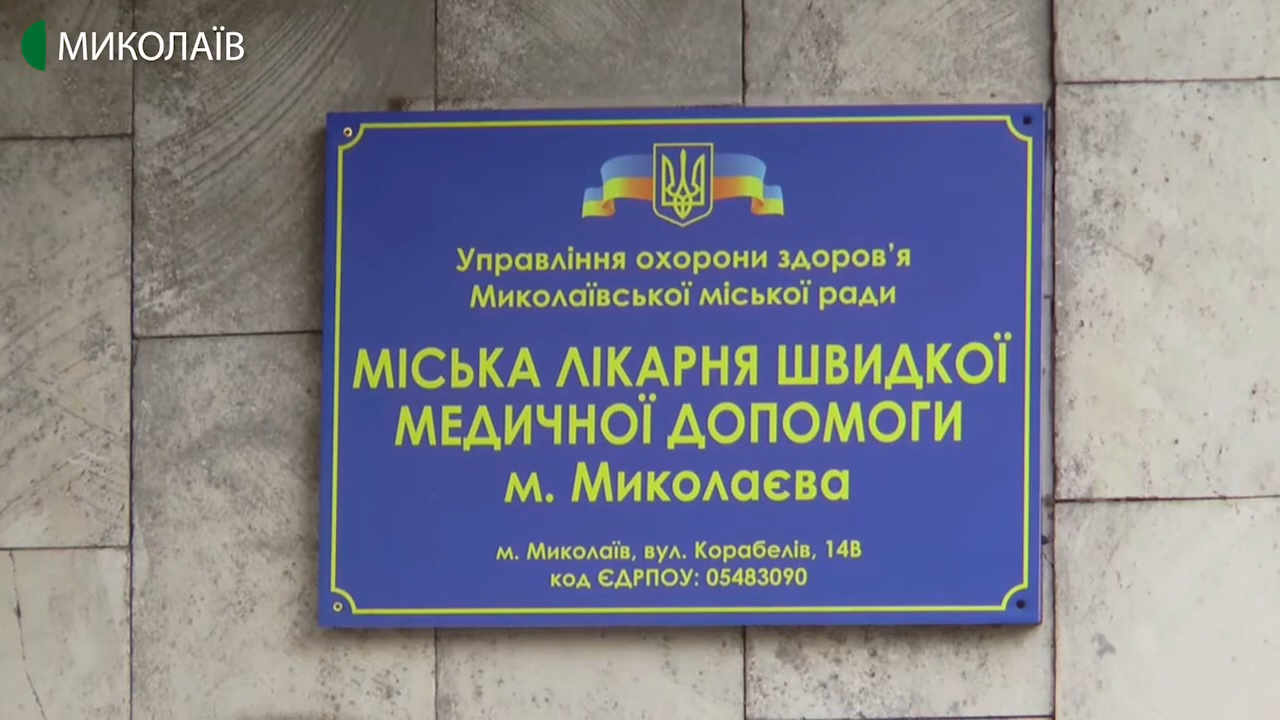 МИКОЛАЇВ
Управління охорони здоров'я
Миколаївської міської ради
МІСЬКА ЛІКАРНЯ ШВИДКОЇ
МЕДИЧНОЇ ДОПОМОГИ
м. Миколаєва
м. Миколаїв, вул. Корабелів, 14В
код ЄДРПОУ: 05483090